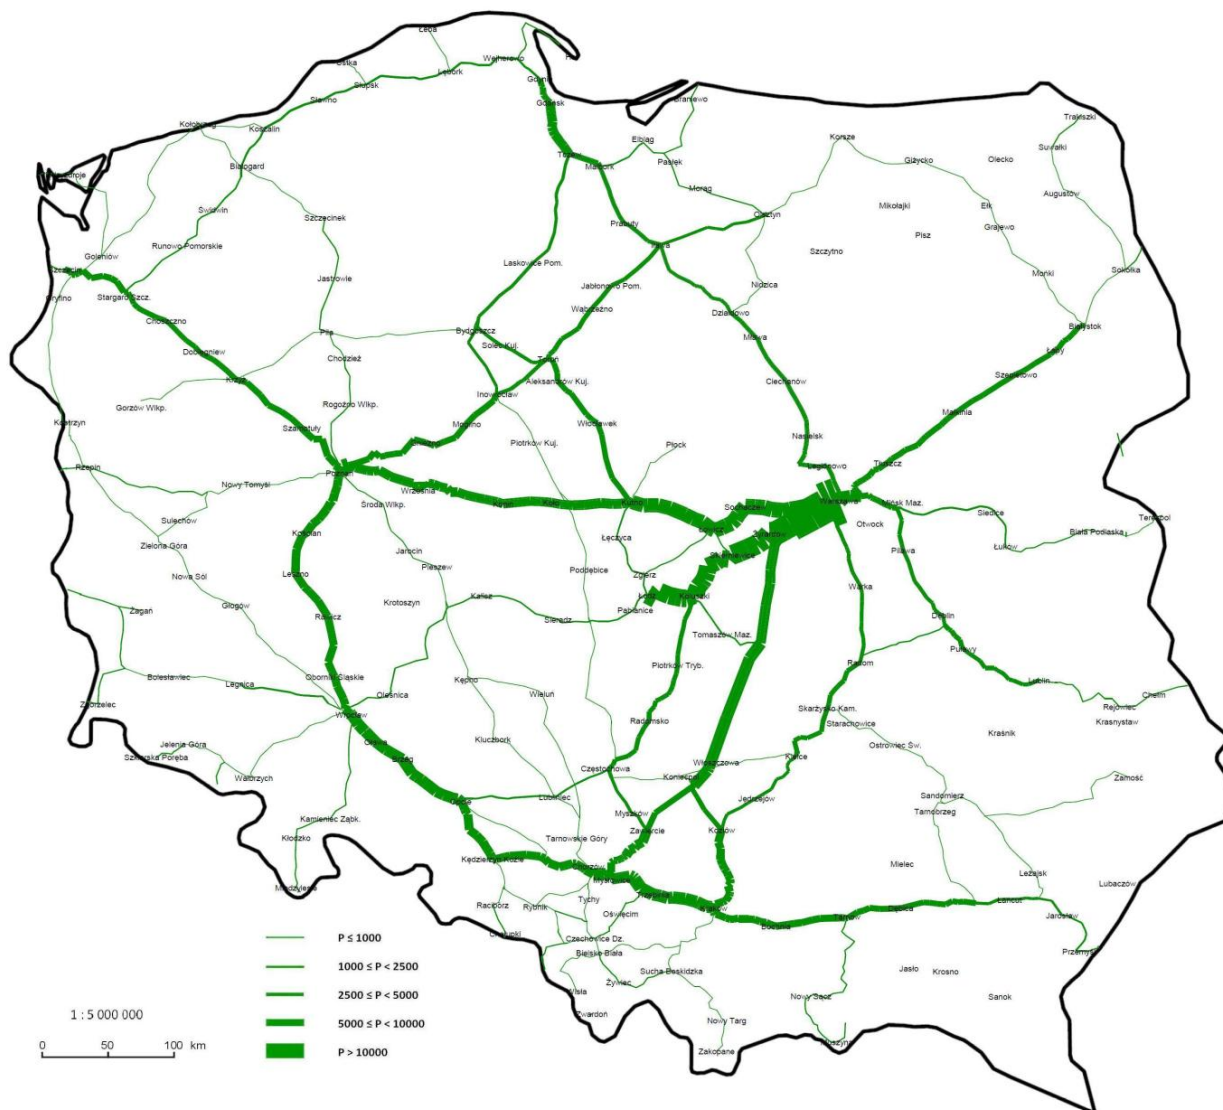 Łeba
Wejherowo
Ustka
Lębork
Słupsk
Gdynia
Sławno
Gdańsk
Braniewo
Kołobrzeg
Koszalin
Trakiszki
Elbląg
Korsze
Suwałki
Tczew
Malbork
Pasłęk
Giżycko
Olecko
Białogard
Morąg
Augustów
Świdwin
Szczecinek
Prabuty
Olsztyn
Mikołajki
Ełk
Runowo Pomorskie
Grajewo
Pisz
Goleniów
Szczytno
Szczecin
Laskowice Pom.
Mońki
Sokółka
Jastrowie
Jabłonowo Pom.
Nidzica
Gryfino
Stargard Szcz.
Wąbrzeźno
Działdowo
Choszczno
Piła
Bydgoszcz
Białystok
Solec Kuj.
Mława
Dobiegniew
Chodzież
Toruń
Łapy
Krzyż
Aleksandrów Kuj.
Ciechanów
Szepietowo
Inowrocław
Gorzów Wlkp.
Rogoźno Wlkp.
Małkinia
Kostrzyn
Szamotuły
Mogilno
Włocławek
Gniezno
Piotrków Kuj.
Płock
Nasielsk
Rzepin
Poznań
Legionowo
Tłuszcz
Nowy Tomyśl
Września
Środa Wlkp.
Konin
Koło
Kutno
Sochaczew
Warszawa
Mińsk Maz.
Siedlce
Terespol
Sulechów
Otwock
Biała Podlaska
Kościan
Łowicz
Żyrardów
Zielona Góra
Łęczyca
Łuków
Jarocin
Skierniewice
Pilawa
Pleszew
Poddębice
Nowa Sól
Leszno
Zgierz
Warka
Krotoszyn
Kalisz
Łódź
Koluszki
Żagań
Głogów
Pabianice
Rawicz
Sieradz
Dęblin
Tomaszów Maz.
Puławy
Bolesławiec
Legnica
Oborniki Śląskie
Kępno
Piotrków Tryb.
Radom
Lublin
Oleśnica
Wieluń
Chełm
Zgorzelec
Rejowiec
Wrocław
Skarżysko Kam.
Krasnystaw
Radomsko
Starachowice
Jelenia Góra
Oława
Kluczbork
Ostrowiec Św.
Kraśnik
Szklarska Poręba
Brzeg
Kielce
Włoszczowa
Częstochowa
Wałbrzych
Koniecpol
Zamość
Opole
Lubliniec
Jędrzejów
Sandomierz
Kamieniec Ząbk.
Myszków
Tarnobrzeg
Kłodzko
Tarnowskie Góry
Zawiercie
Kozłów
Kędzierzyn Koźle
Chorzów
Mielec
Międzylesie
Mysłowice
Leżajsk
Lubaczów
Trzebinia
Tychy
Racibórz
Rybnik
Oświęcim
Kraków
Dębica
Łańcut
Bochnia
Tarnów
Jarosław
Chałupki
Czechowice Dz.
Przemyśl
P ≤ 1000
Bielsko Biała
1000 ≤ P < 2500
Sucha Beskidzka
Jasło
Krosno
Żywiec
2500 ≤ P < 5000
Wisła
Nowy Sącz
Sanok
1 : 5 000 000
Zwardoń
5000 ≤ P < 10000
Nowy Targ
Muszyna
0 50 100 km
P > 10000
Zakopane